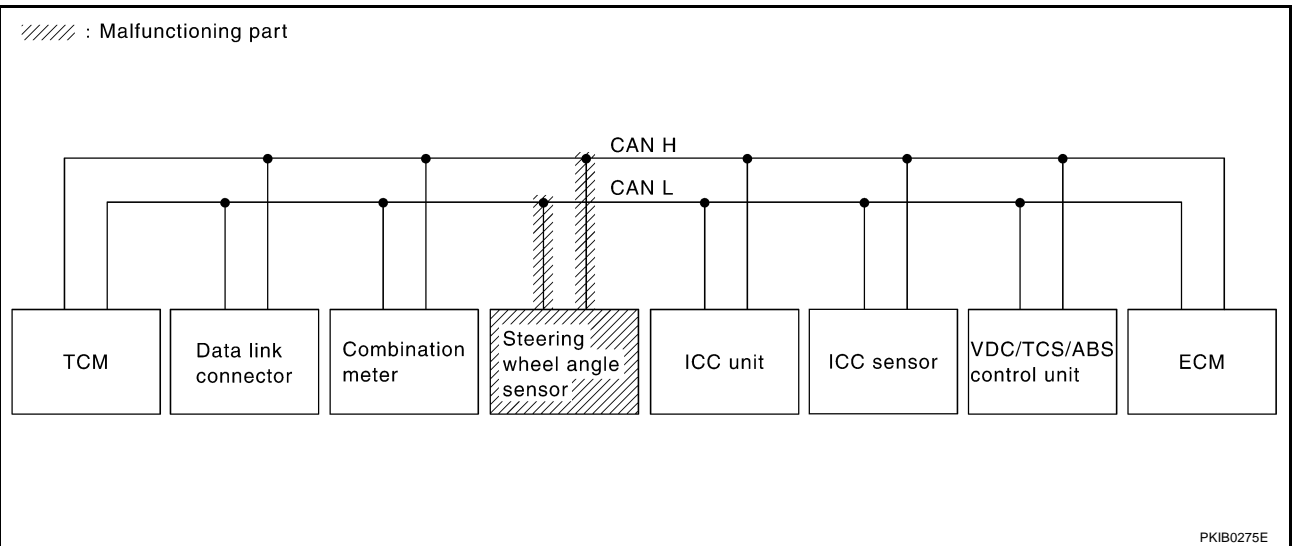 : Malfunctioning part
CAN H
CAN L
TCM
Data link
connector
Combination
meter
Steering
wheel angle
sensor
ICC unit
ICC sensor
VDC/TCS/ABS
control unit
ECM
PKIB0275E